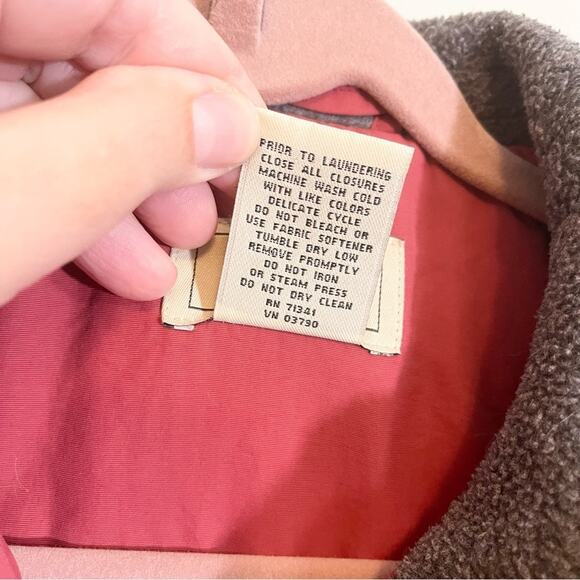 PRIOR TO LAUNDERING
CLOSE ALL CLOSURES
MACHINE WASH COLD
WITH LIKE COLORS
DELICATE CYCLE
DO NOT BLEACH OR
USE FABRIC SOFTENER
TUMBLE DRY LOW
REMOVE PROMPTLY
DO NOT IRON
OR STEAM PRESS
DO NOT DRY CLEAN
RN 71341
VN 03790